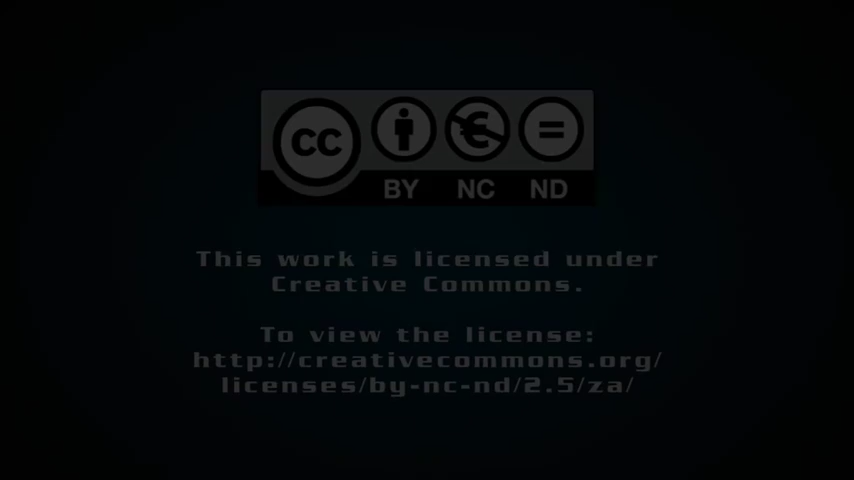 CC
BY NC ND
This work is licensed under
Creative Commons.
To view the license:
http://creativecommons.org/
licenses/by-nc-nd/2.5/za/